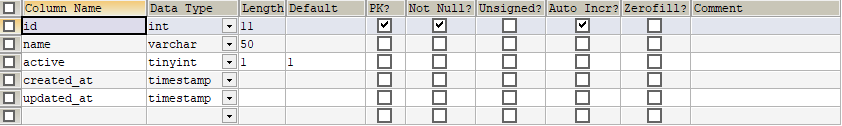 Column Name Data Type Length Default PK? Not Null? Unsigned? Auto Incr? Zerofill? Comment
id int 11
name varchar 50
active tinyint 1 1
created_at timestamp
updated_at timestamp